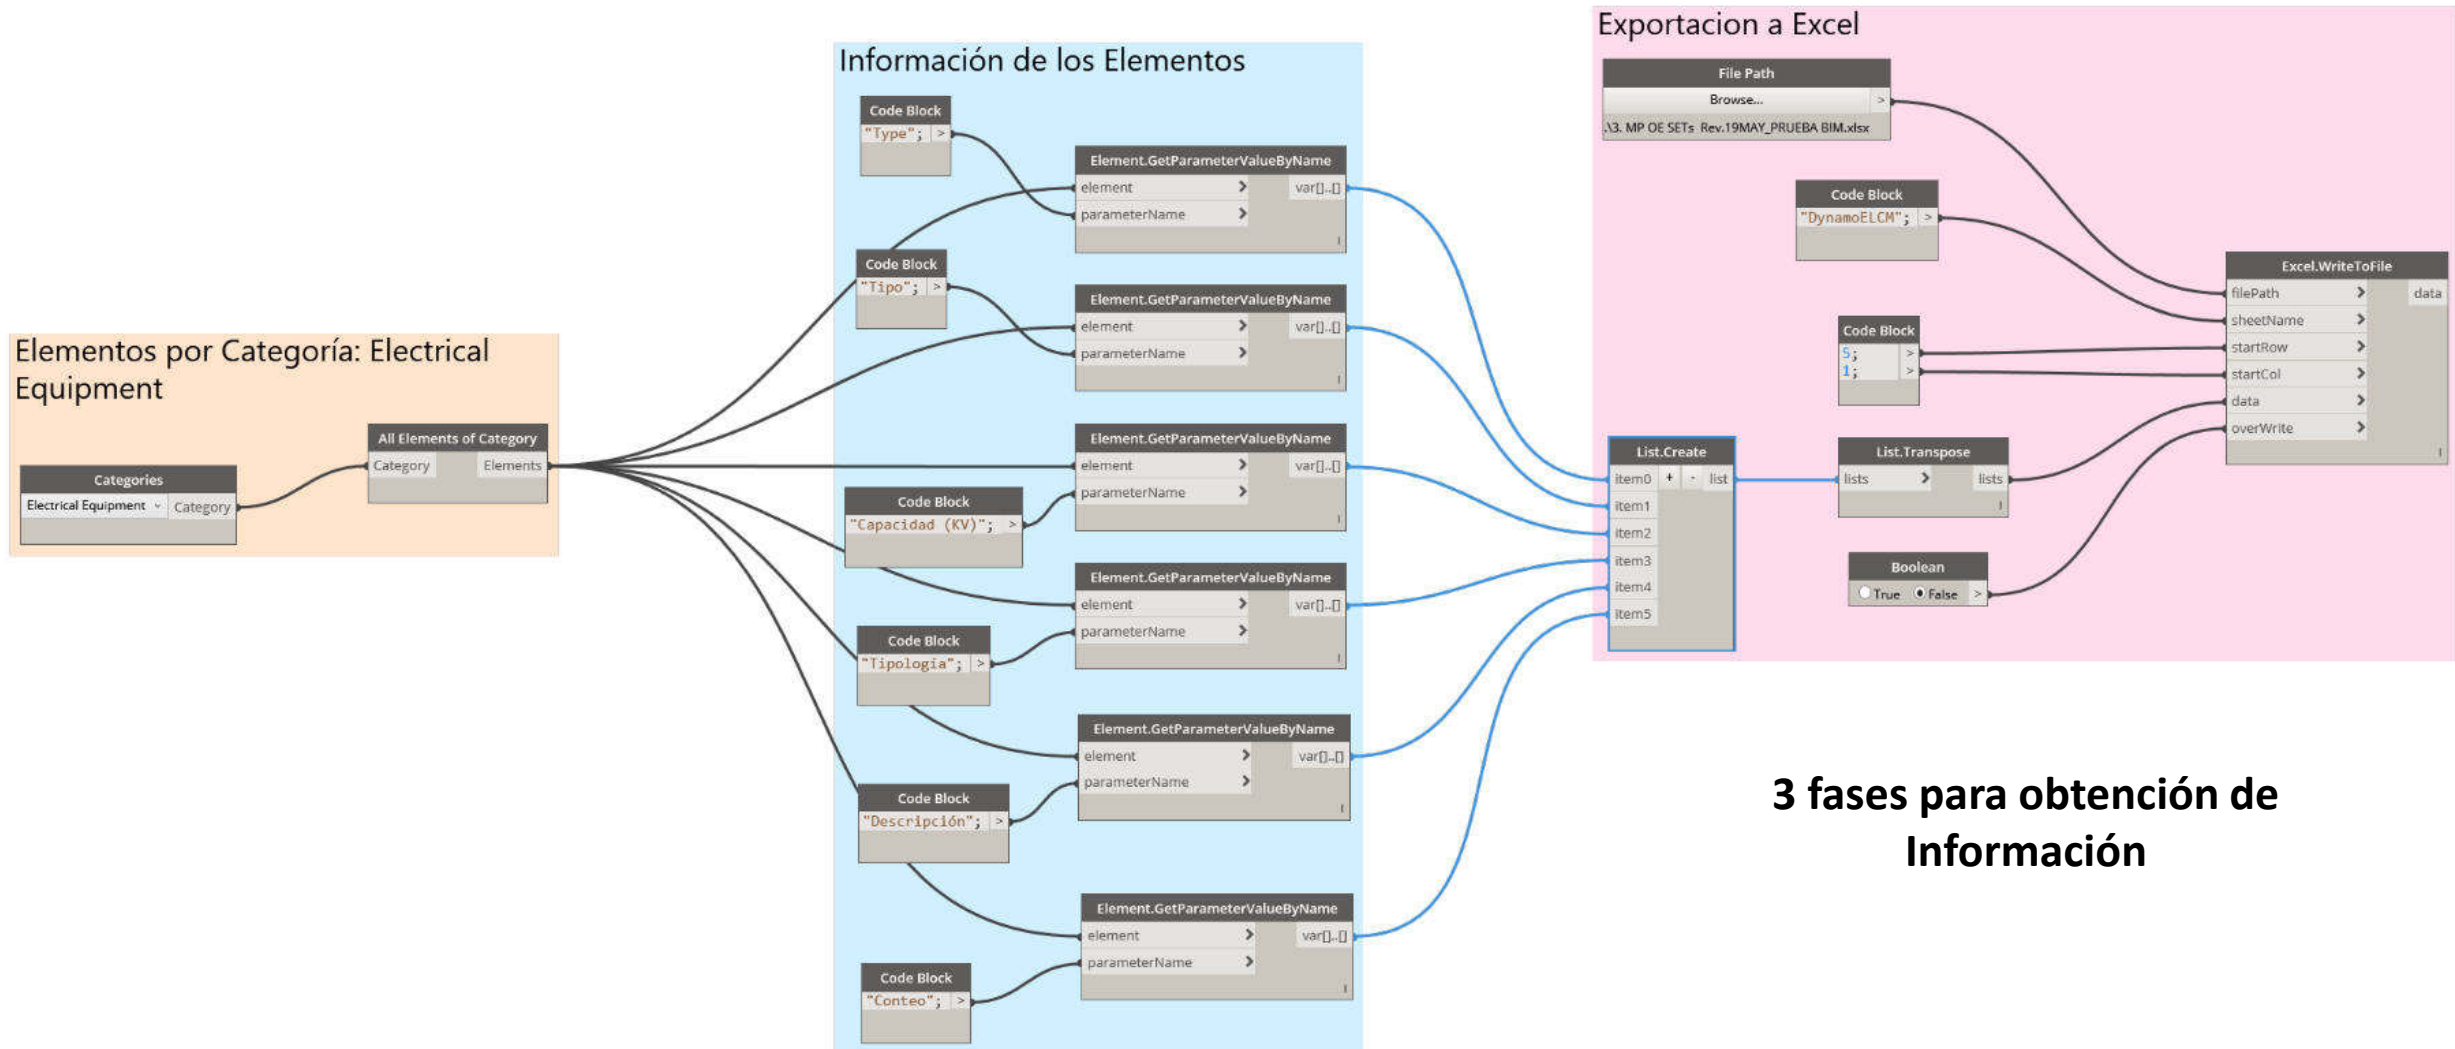 Elementos por Categoría: Electrical
Equipment
Categories
Electrical Equipment
Category
All Elements of Category
Category
Elements
Información de los Elementos
Code Block
"Type"; >
Element.GetParameterValueByName
element > var[]..[]
parameterName >
Code Block
"Tipo"; >
Element.GetParameterValueByName
element > var[]..[]
parameterName >
Element.GetParameterValueByName
element > var[]..[]
parameterName >
Code Block
"Capacidad (KV)"; >
Element.GetParameterValueByName
element > var[]..[]
parameterName >
Code Block
"Tipología"; >
Element.GetParameterValueByName
element > var[]..[]
parameterName >
Code Block
"Descripción"; >
Element.GetParameterValueByName
element > var[]..[]
parameterName >
Code Block
"Conteo"; >
Exportacion a Excel
File Path
Browse... >
.\3. MP OE SETs Rev.19MAY_PRUEBA BIM.xlsx
Code Block
"DynamoELCM"; >
Code Block
5; >
1; >
List.Create
item0 + - list
item1
item2
item3
item4
item5
List.Transpose
lists > lists
Boolean
True False >
Excel.WriteToFile
filePath > data
sheetName >
startRow >
startCol >
data >
overWrite >
3 fases para obtención de
Información